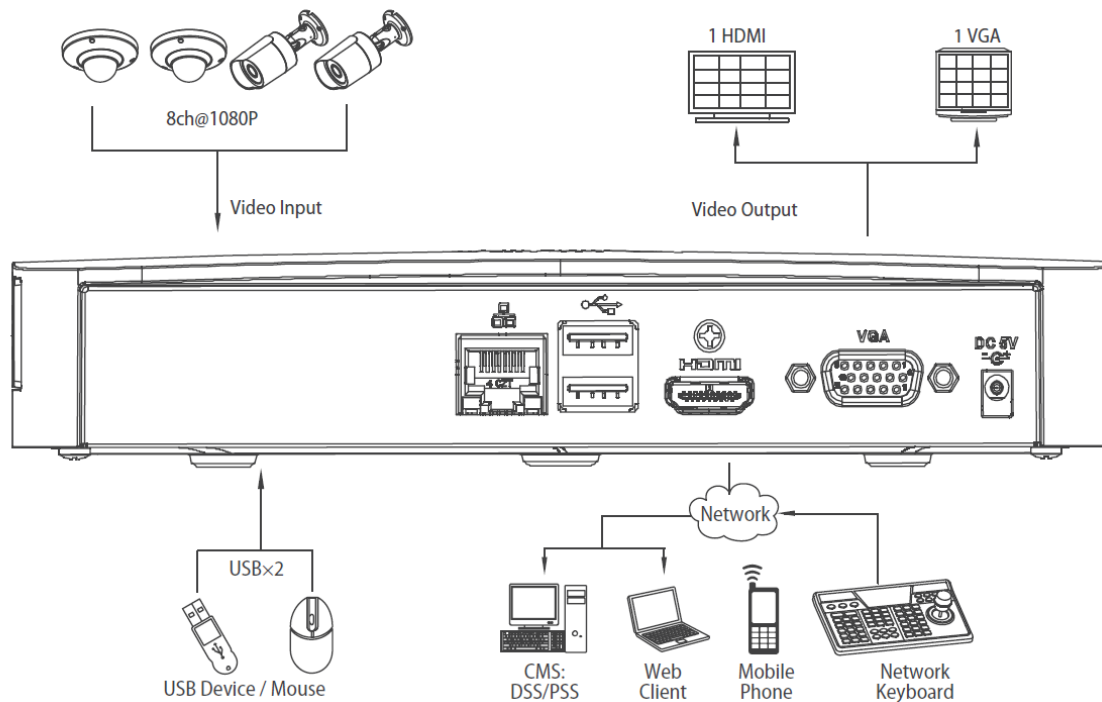 1 HDMI
1 VGA
8ch@1080P
Video Input
Video Output
VGA
DC 5V
HDMI
Network
USB×2
USB Device / Mouse
CMS:
DSS/PSS
Web
Client
Mobile
Phone
Network
Keyboard